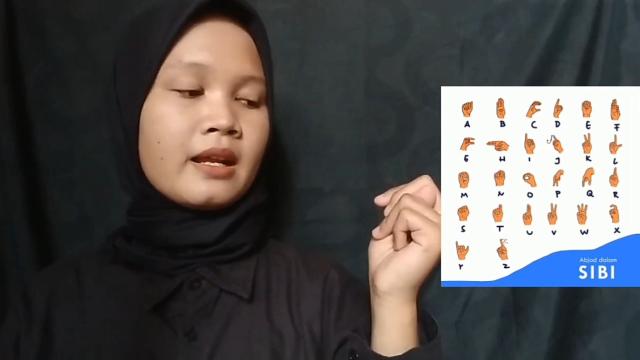 A B C D E F
G H I J K L
M N O P Q R
S T U V W X
Y Z
Abjad dalam
SIBI